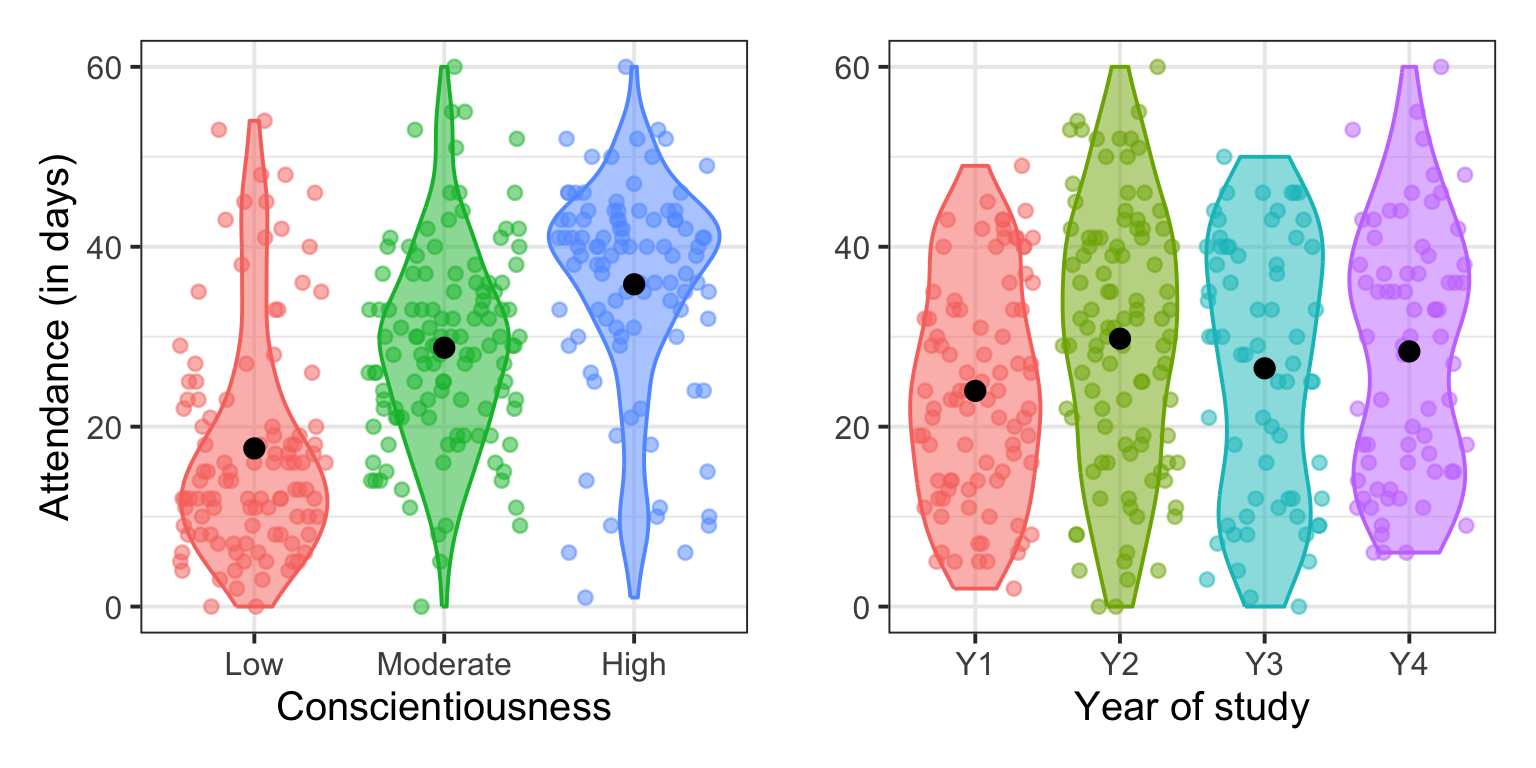 Attendance (in days)
60
40
20
0
Low Moderate High
Conscientiousness
60
40
20
0
Y1 Y2 Y3 Y4
Year of study